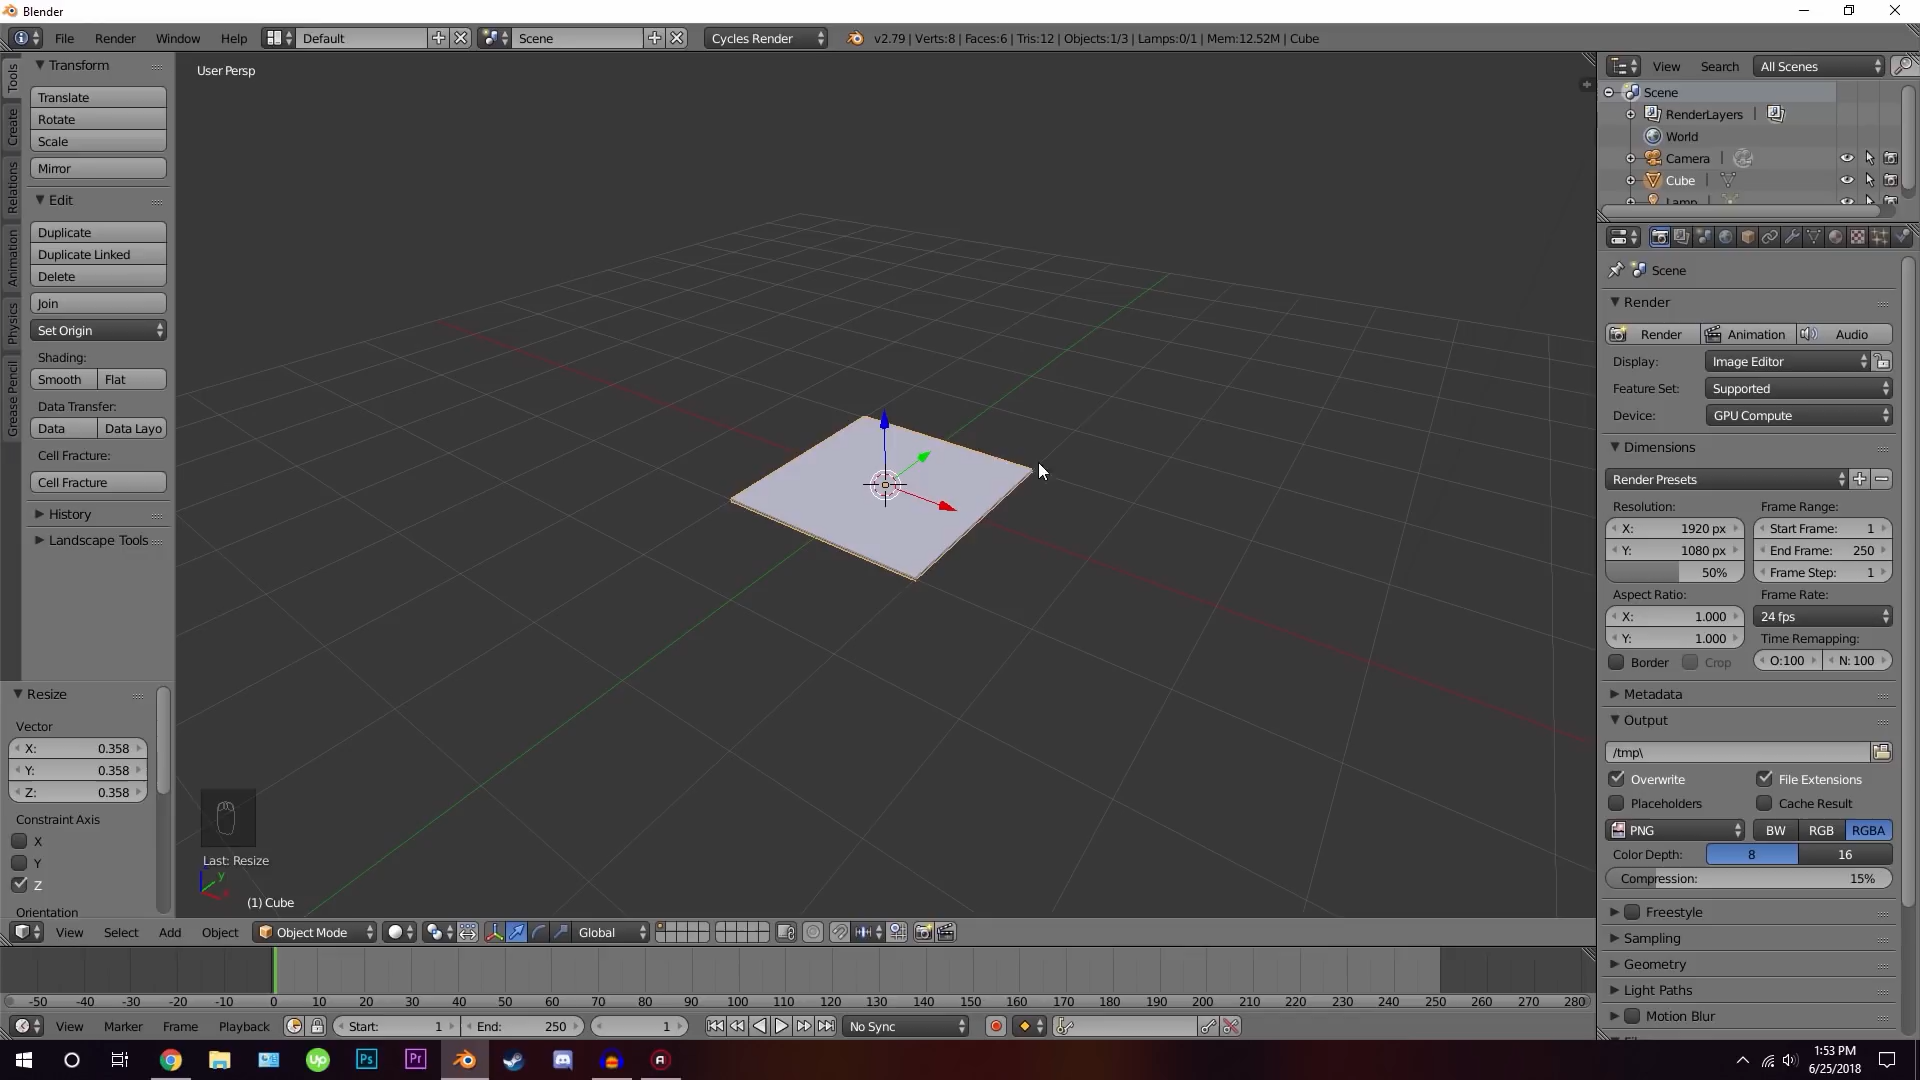 Blender
File Render Window Help Default Scene Cycles Render v2.79 | Verts:8 | Faces:6 | Tris:12 | Objects:1/3 | Lamps:0/1 | Mem:12.52M | Cube
Tools
Create
Relations
Animation
Physics
Grease Pencil
Transform
Translate
Rotate
Scale
Mirror
Edit
Duplicate
Duplicate Linked
Delete
Join
Set Origin
Shading:
Smooth Flat
Data Transfer:
Data Data Layo
Cell Fracture:
Cell Fracture
History
Landscape Tools
Resize
Vector
X: 0.358
Y: 0.358
Z: 0.358
Constraint Axis
X
Y
Z
Orientation
User Persp
Last: Resize
y
x
(1) Cube
View Select Add Object Object Mode Global
-50 -40 -30 -20 -10 0 10 20 30 40 50 60 70 80 90 100 110 120 130 140 150 160 170 180 190 200 210 220 230 240 250 260 270 280
View Marker Frame Playback Start: 1 End: 250 1 No Sync
View Search All Scenes
Scene
RenderLayers |
World
Camera |
Cube |
Lamp
Scene
Render
Render Animation Audio
Display: Image Editor
Feature Set: Supported
Device: GPU Compute
Dimensions
Render Presets
Resolution: Frame Range:
X: 1920 px Start Frame: 1
Y: 1080 px End Frame: 250
50% Frame Step: 1
Aspect Ratio: Frame Rate:
X: 1.000 24 fps
Y: 1.000 Time Remapping:
Border Crop O:100 N: 100
Metadata
Output
/tmp\
Overwrite File Extensions
Placeholders Cache Result
PNG BW RGB RGBA
Color Depth: 8 16
Compression: 15%
Freestyle
Sampling
Geometry
Light Paths
Motion Blur
Up Ps Pr
1:53 PM
6/25/2018